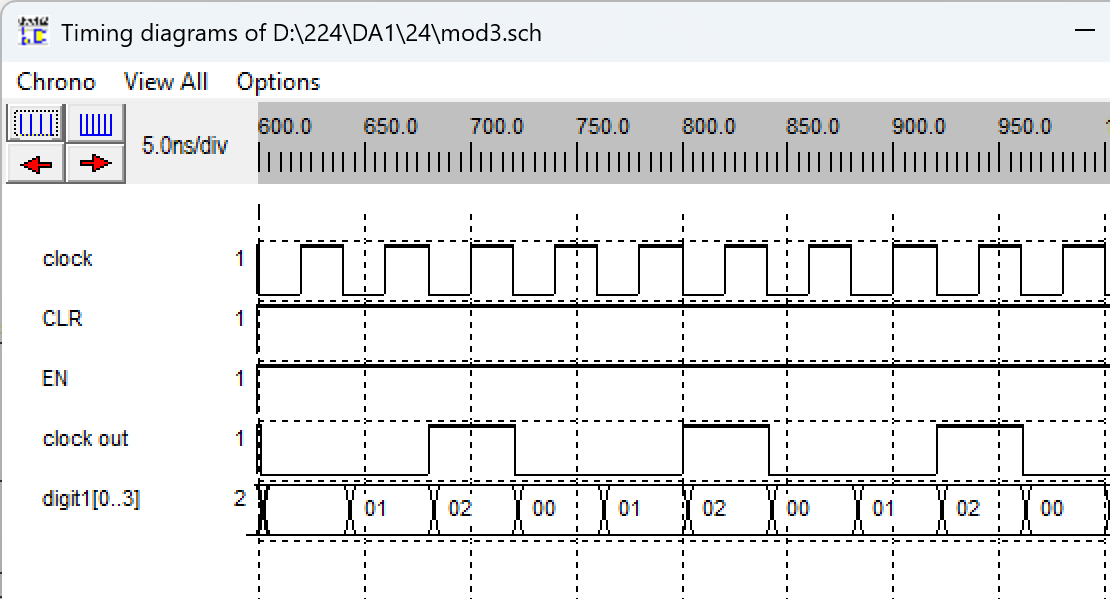 Timing diagrams of D:\224\DA1\24\mod3.sch
Chrono View All Options
5.0ns/div
600.0 650.0 700.0 750.0 800.0 850.0 900.0 950.0
clock 1
CLR 1
EN 1
clock out 1
digit1[0..3] 2 01 02 00 01 02 00 01 02 00